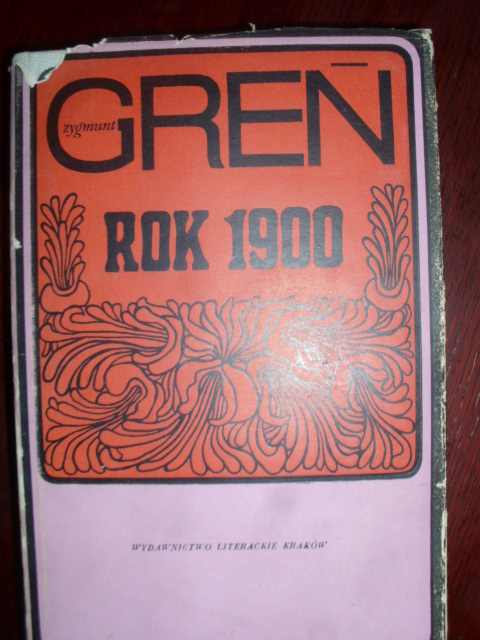 zygmunt GREŃ
ROK 1900
WYDAWNICTWO LITERACKIE KRAKÓW